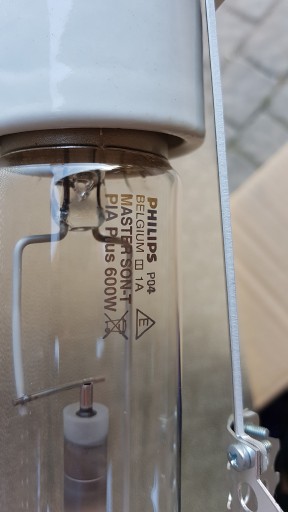 PHILIPS P04
BELGIUM 1A
MASTER SON-T
PIA Plus 600W
E